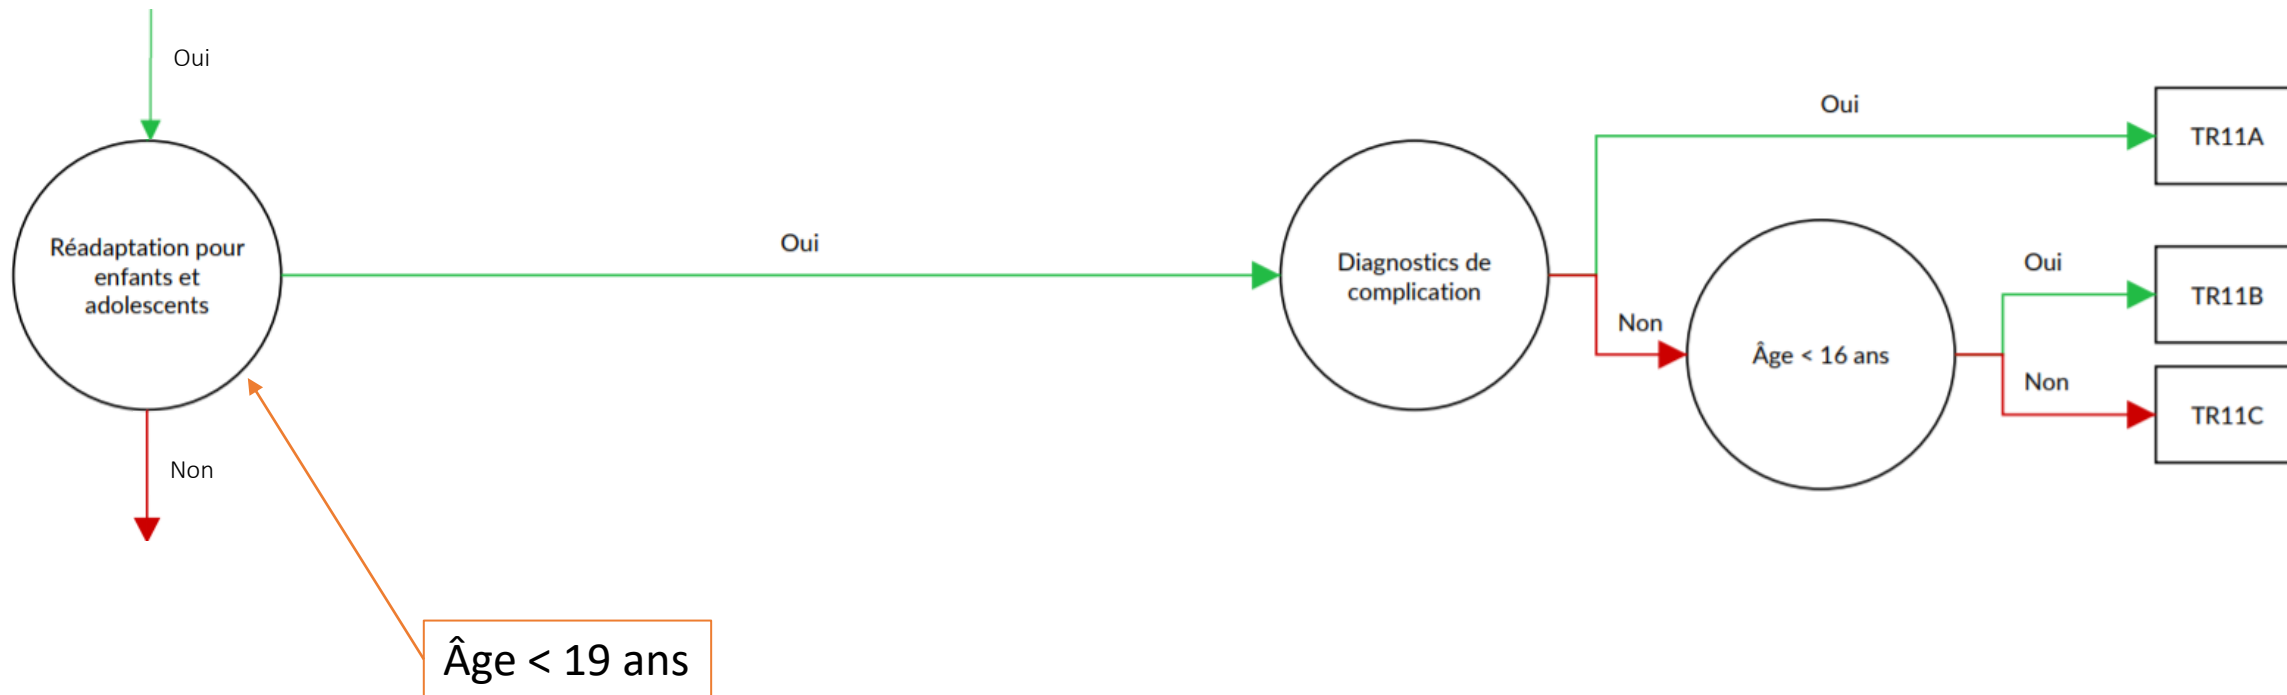 Oui
Réadaptation pour
enfants et
adolescents
Non
Âge < 19 ans
Oui
Diagnostics de
complication
Oui
Non
Âge < 16 ans
Oui
Non
TR11A
TR11B
TR11C